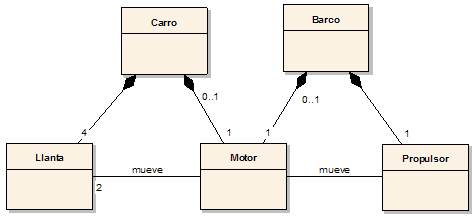 Carro
Barco
0..1
0..1
4
1
1
1
Llanta
mueve
Motor
mueve
Propulsor
2